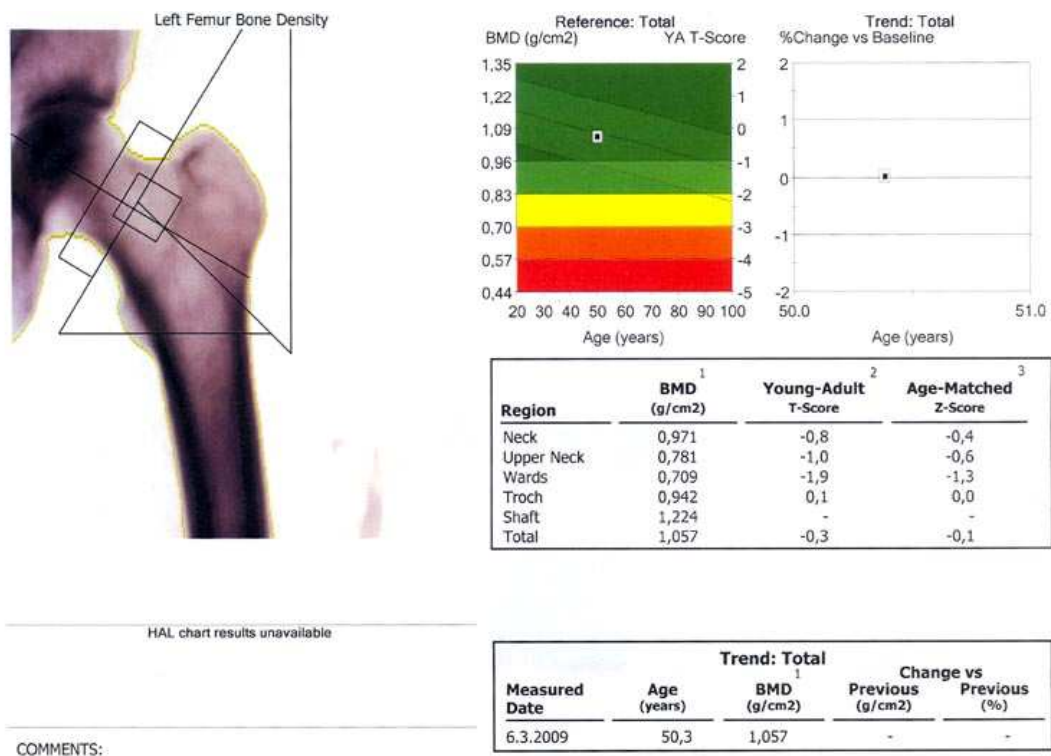 Left Femur Bone Density
Reference: Total
BMD (g/cm2) YA T-Score
1,35 2
1,22 1
1,09 0
0,96 -1
0,83 -2
0,70 -3
0,57 -4
0,44 -5
20 30 40 50 60 70 80 90 100
Age (years)
Trend: Total
%Change vs Baseline
2
1
0
-1
-2
50.0 51.0
Age (years)
1 2 3
BMD Young-Adult Age-Matched
Region (g/cm2) T-Score Z-Score
Neck 0,971 -0,8 -0,4
Upper Neck 0,781 -1,0 -0,6
Wards 0,709 -1,9 -1,3
Troch 0,942 0,1 0,0
Shaft 1,224 - -
Total 1,057 -0,3 -0,1
HAL chart results unavailable
COMMENTS:
Trend: Total
1 Change vs
Measured Age BMD Previous Previous
Date (years) (g/cm2) (g/cm2) (%)
6.3.2009 50,3 1,057 - -